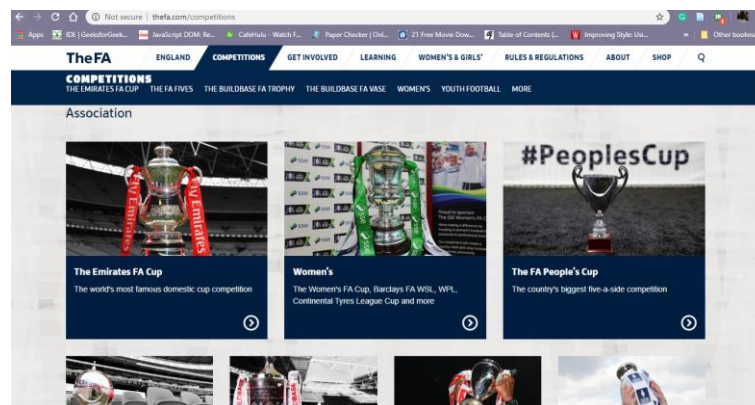 Not secure | thefa.com/competitions
Apps IDE | GeeksforGeek... JavaScript DOM: Re... CafeHulu - Watch F... Paper Checker | Onl... 21 Free Movie Dow... Table of Contents (... Improving Style: Usi... » Other bookma
TheFA ENGLAND COMPETITIONS GET INVOLVED LEARNING WOMEN'S & GIRLS' RULES & REGULATIONS ABOUT SHOP
COMPETITIONS
THE EMIRATES FA CUP THE FA FIVES THE BUILDBASE FA TROPHY THE BUILDBASE FA VASE WOMEN'S YOUTH FOOTBALL MORE
Association
Fly Emirates
Emirates
#PeoplesCup
The Emirates FA Cup
The world's most famous domestic cup competition
Women's
The Women's FA Cup, Barclays FA WSL, WPL,
Continental Tyres League Cup and more
The FA People's Cup
The country's biggest five-a-side competition